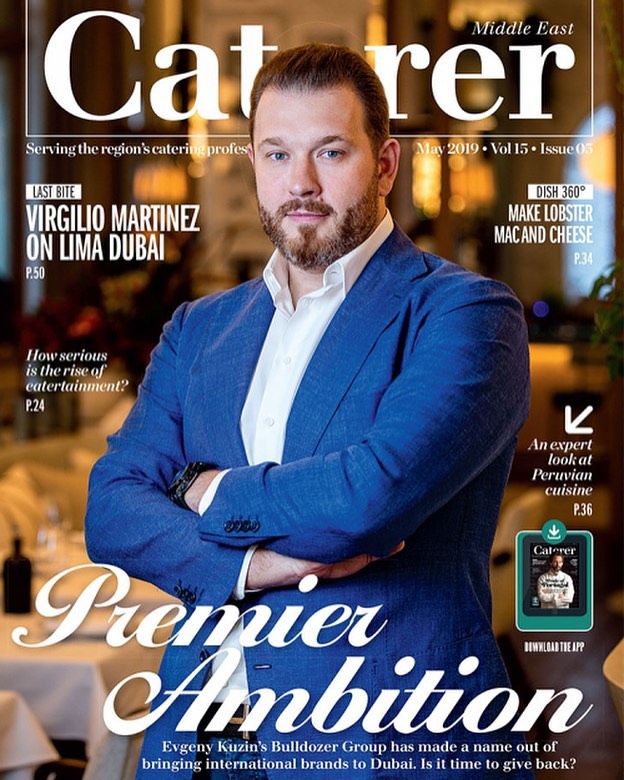 Middle East
Caterer
Serving the region's catering profes
May 2019 • Vol 15 • Issue 05
LAST BITE
VIRGILIO MARTINEZ
ON LIMA DUBAI
P.50
DISH 360°
MAKE LOBSTER
MAC AND CHEESE
P.34
How serious
is the rise of
eatertainment?
P.24
An expert
look at
Peruvian
cuisine
P.36
Caterer
DOWNLOAD THE APP
Premier
Ambition
Evgeny Kuzin's Bulldozer Group has made a name out of
bringing international brands to Dubai. Is it time to give back?